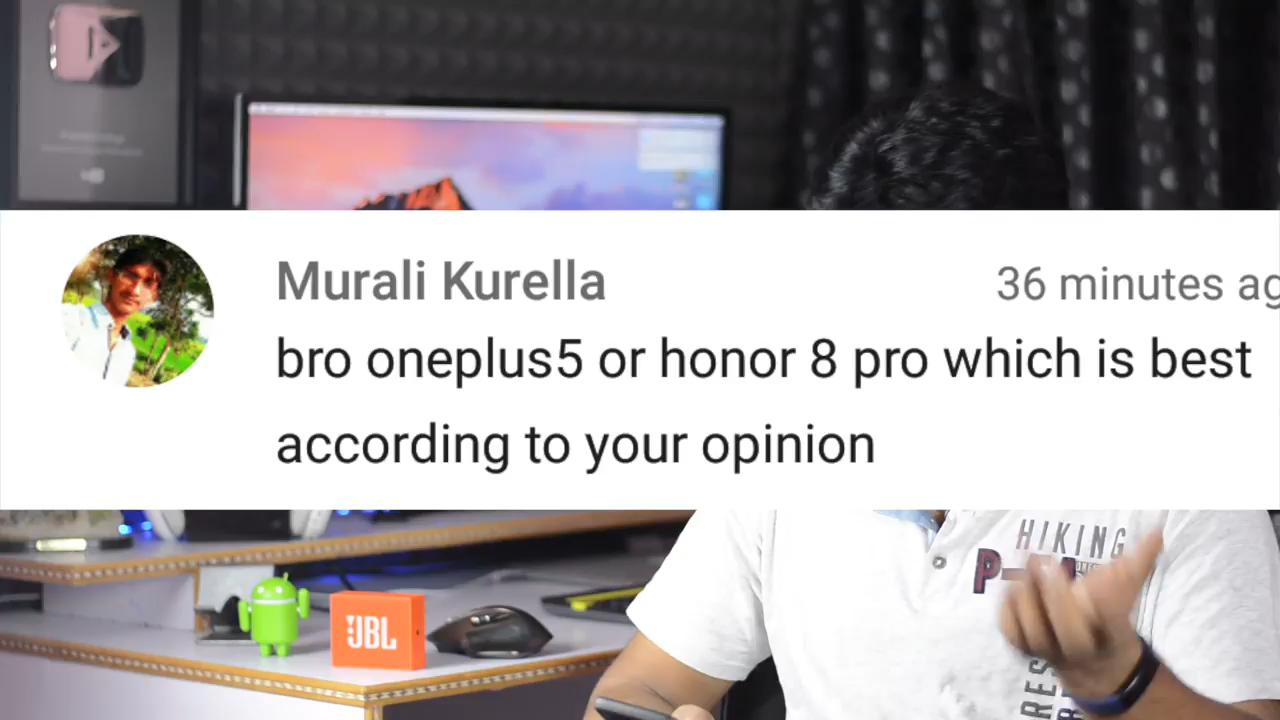 Murali Kurella
36 minutes ag
bro oneplus5 or honor 8 pro which is best
according to your opinion
HIKING
JBL